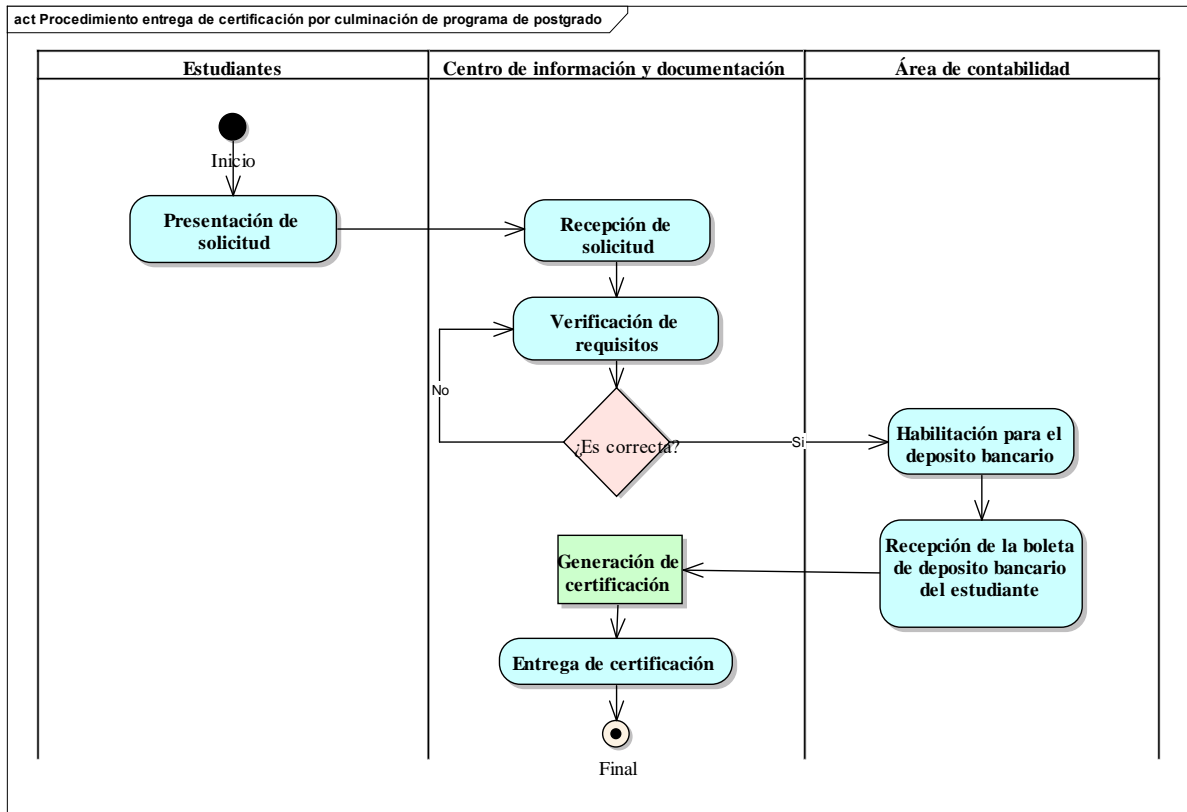 act Procedimiento entrega de certificación por culminación de programa de postgrado
Estudiantes
Centro de información y documentación
Área de contabilidad
Inicio
Presentación de
solicitud
Recepción de
solicitud
Verificación de
requisitos
No
¿Es correcta?
Si
Habilitación para el
deposito bancario
Recepción de la boleta
de deposito bancario
del estudiante
Generación de
certificación
Entrega de certificación
Final